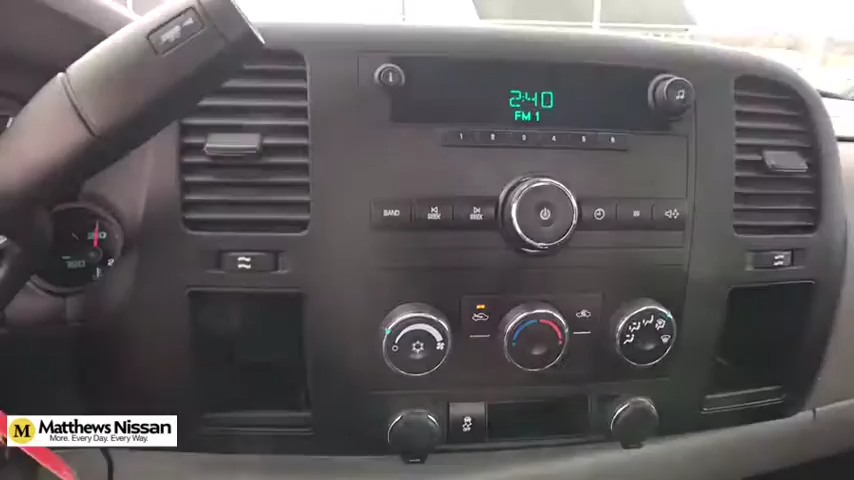 2:40
FM 1
1 2 3 4 5 6
BAND SEEK SEEK
M Matthews Nissan
More. Every Day. Every Way.